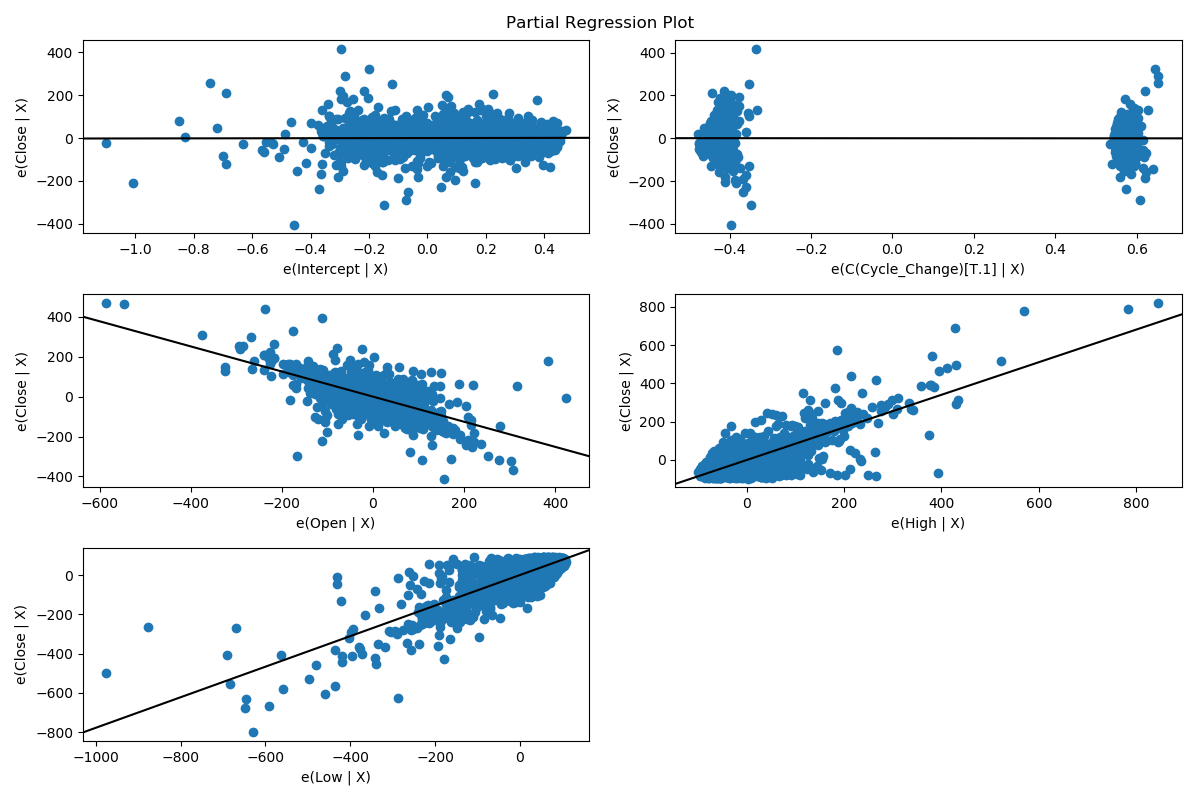 Partial Regression Plot
400
200
0
−200
−400
e(Close | X)
−1.0 −0.8 −0.6 −0.4 −0.2 0.0 0.2 0.4
e(Intercept | X)
400
200
0
−200
−400
e(Close | X)
−0.4 −0.2 0.0 0.2 0.4 0.6
e(C(Cycle_Change)[T.1] | X)
400
200
0
−200
−400
e(Close | X)
−600 −400 −200 0 200 400
e(Open | X)
800
600
400
200
0
e(Close | X)
0 200 400 600 800
e(High | X)
0
−200
−400
−600
−800
e(Close | X)
−1000 −800 −600 −400 −200 0
e(Low | X)